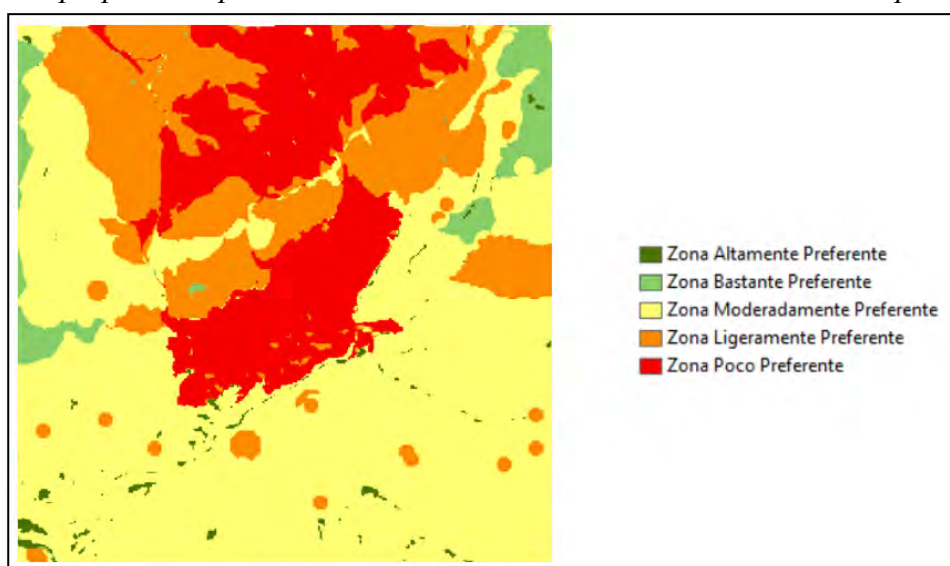 Zona Altamente Preferente
Zona Bastante Preferente
Zona Moderadamente Preferente
Zona Ligeramente Preferente
Zona Poco Preferente